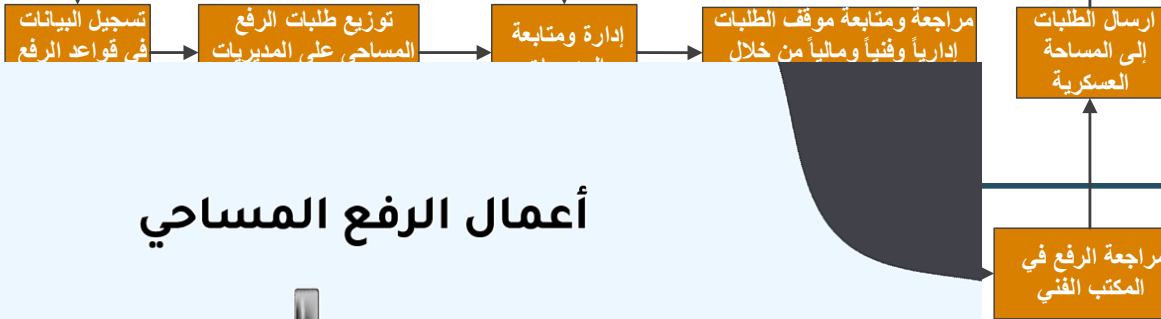 ارسال الطلبات
إلى المساحة
العسكرية
مراجعة ومتابعة موقف الطلبات
إدارياً وفنياً ومالياً من خلال
إدارة ومتابعة
توزيع طلبات الرفع
المساحي على المديريات
تسجيل البيانات
في قواعد الرفع
أعمال الرفع المساحي
مراجعة الرفع في
المكتب الفني